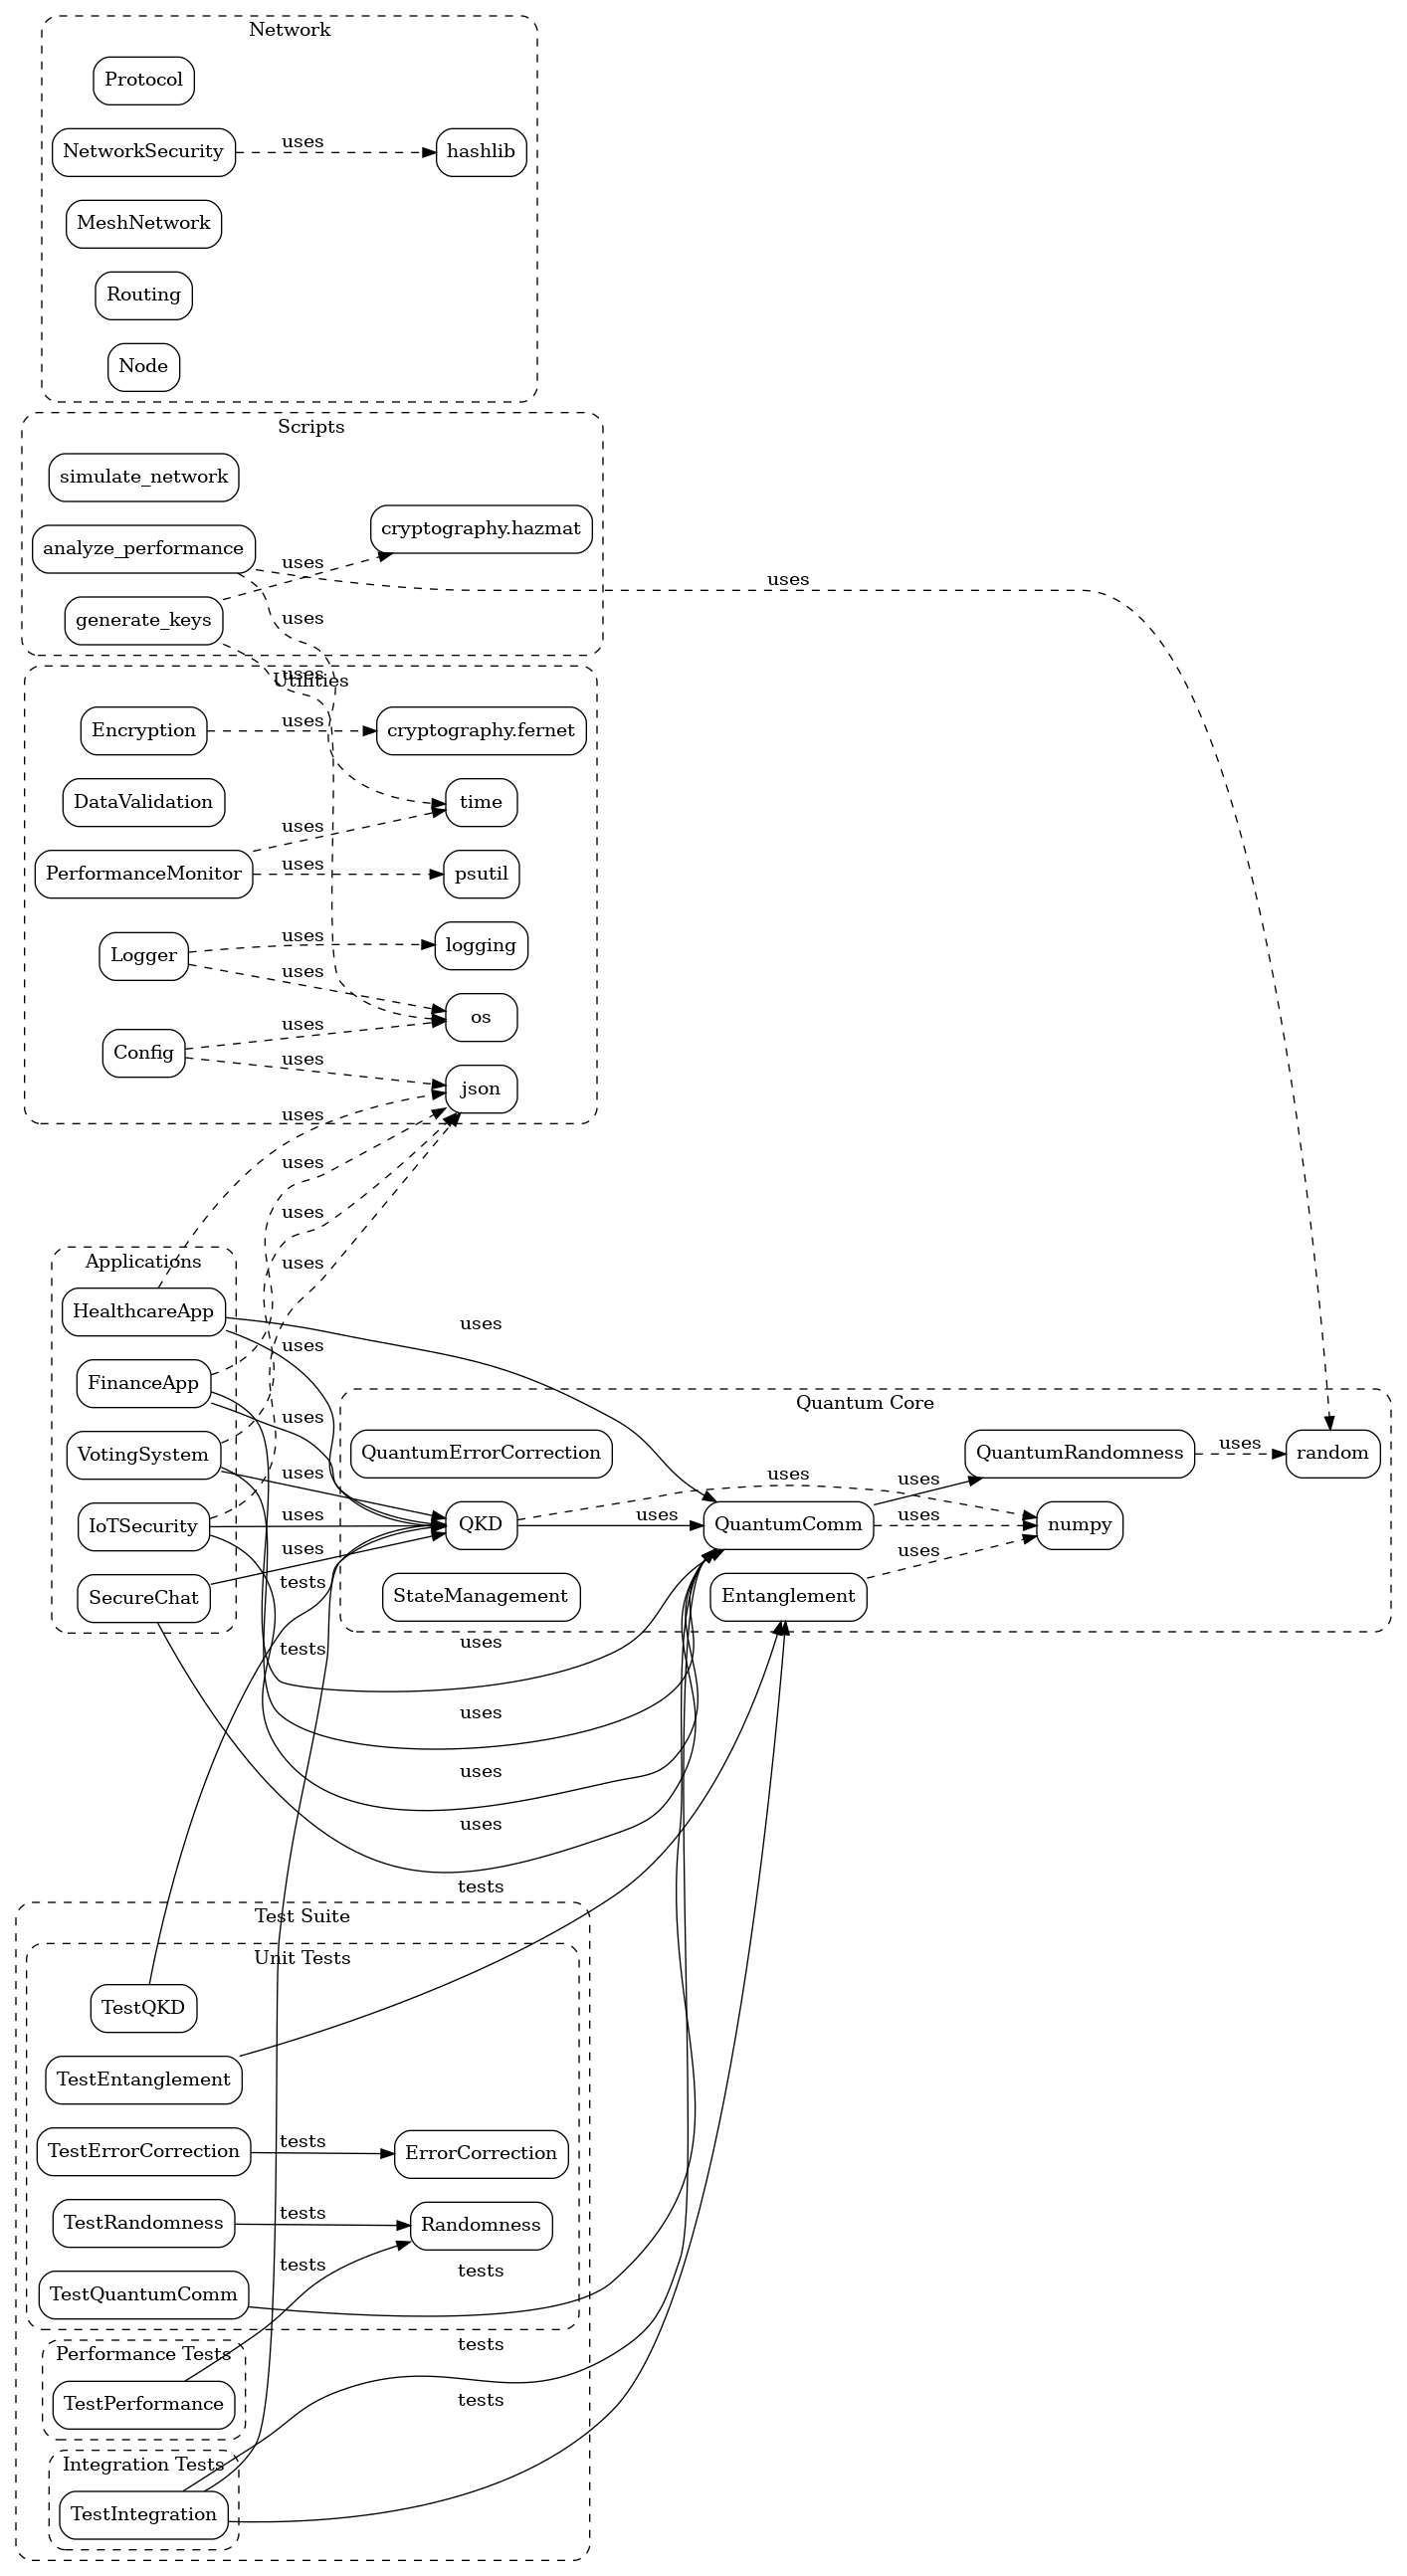 Network
Protocol
NetworkSecurity
uses
hashlib
MeshNetwork
Routing
Node
Scripts
simulate_network
cryptography.hazmat
analyze_performance
uses
uses
generate_keys
uses
uses
Utilities
Encryption
uses
cryptography.fernet
DataValidation
time
uses
PerformanceMonitor
uses
psutil
uses
logging
Logger
uses
os
uses
Config
uses
json
uses
uses
uses
Applications
uses
HealthcareApp
uses
uses
FinanceApp
Quantum Core
uses
VotingSystem
QuantumErrorCorrection
uses
QuantumRandomness
uses
random
uses
uses
IoTSecurity
uses
QKD
uses
QuantumComm
uses
numpy
uses
uses
SecureChat
tests
StateManagement
Entanglement
tests
uses
uses
uses
uses
tests
Test Suite
Unit Tests
TestQKD
TestEntanglement
TestErrorCorrection
tests
ErrorCorrection
TestRandomness
tests
Randomness
tests
tests
TestQuantumComm
Performance Tests
tests
TestPerformance
tests
Integration Tests
TestIntegration